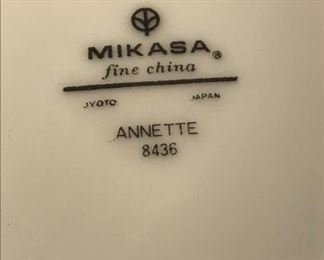 MIKASA®
fine china
JYOTO JAPAN
ANNETTE
8436